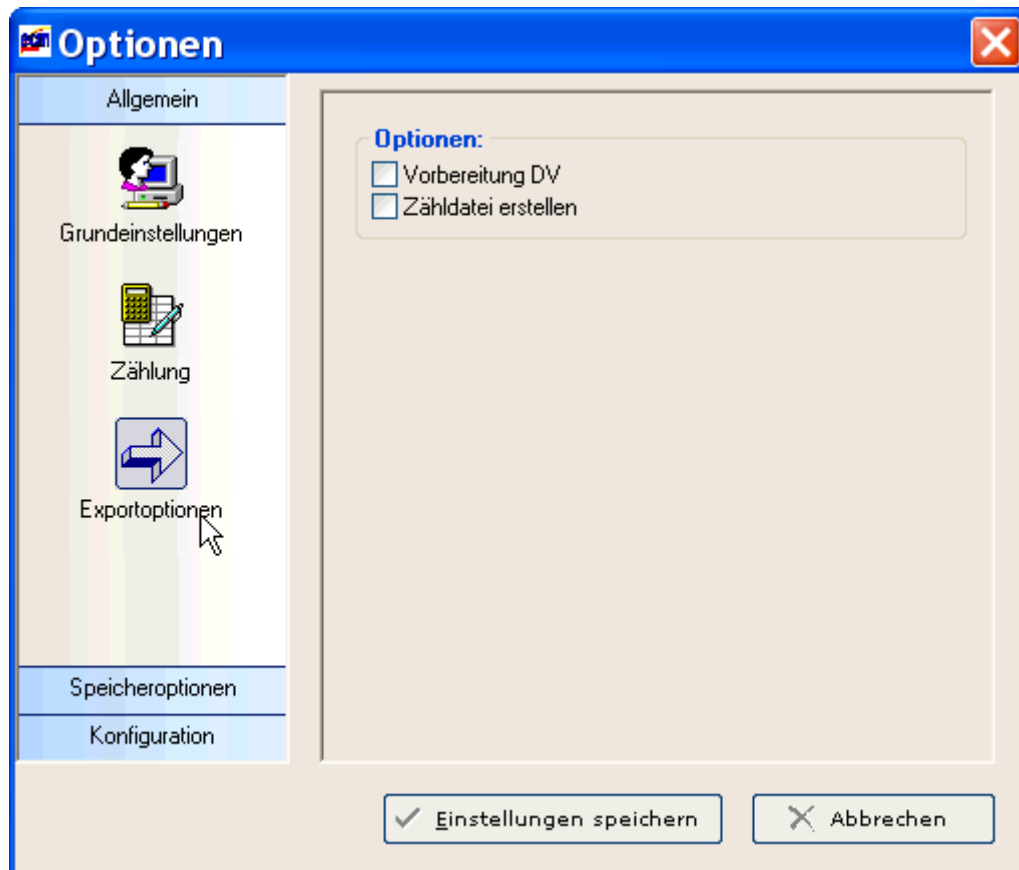 Optionen
Allgemein
Grundeinstellungen
Zählung
Exportoptionen
Speicheroptionen
Konfiguration
Optionen:
Vorbereitung DV
Zähldatei erstellen
Einstellungen speichern
Abbrechen